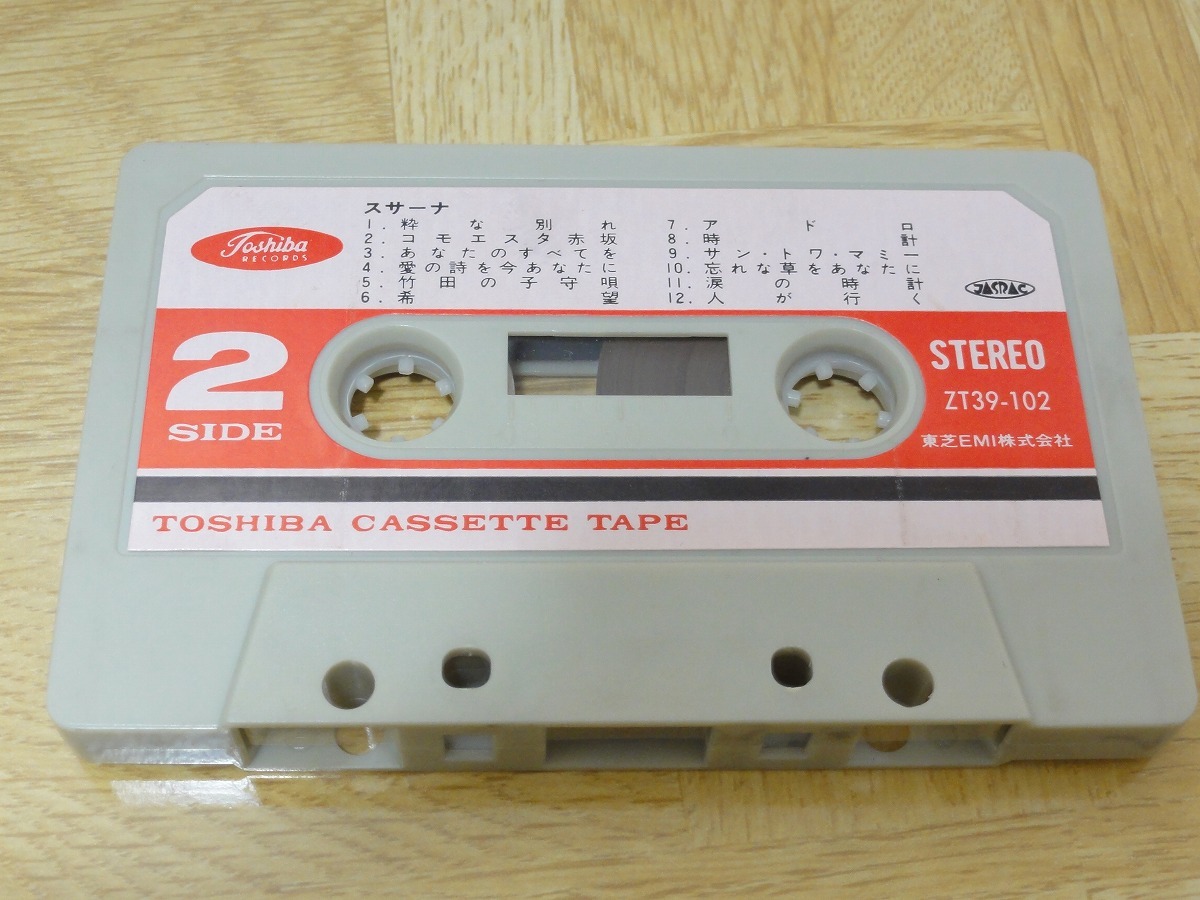 Toshiba
RECORDS
スサーナ
1. 粋な別れ
2. コモエスタ赤坂
3. あなたのすべてを
4. 愛の詩を今あなたに
5. 竹田の子守唄
6. 希望
7. アドロ
8. 時計
9. サン・トワ・マミー
10. 忘れな草をあなたに
11. 涙の時計
12. 人が行く
JASRAC
2
SIDE
STEREO
ZT39-102
東芝EMI株式会社
TOSHIBA CASSETTE TAPE